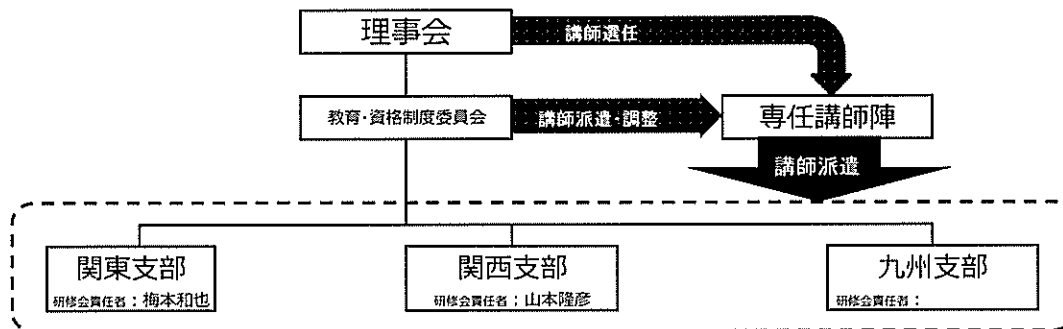 理事会
講師選任
教育・資格制度委員会
講師派遣・調整
専任講師陣
講師派遣
関東支部
研修会責任者:梅本和也
関西支部
研修会責任者;山本隆彦
九州支部
研修会責任者: